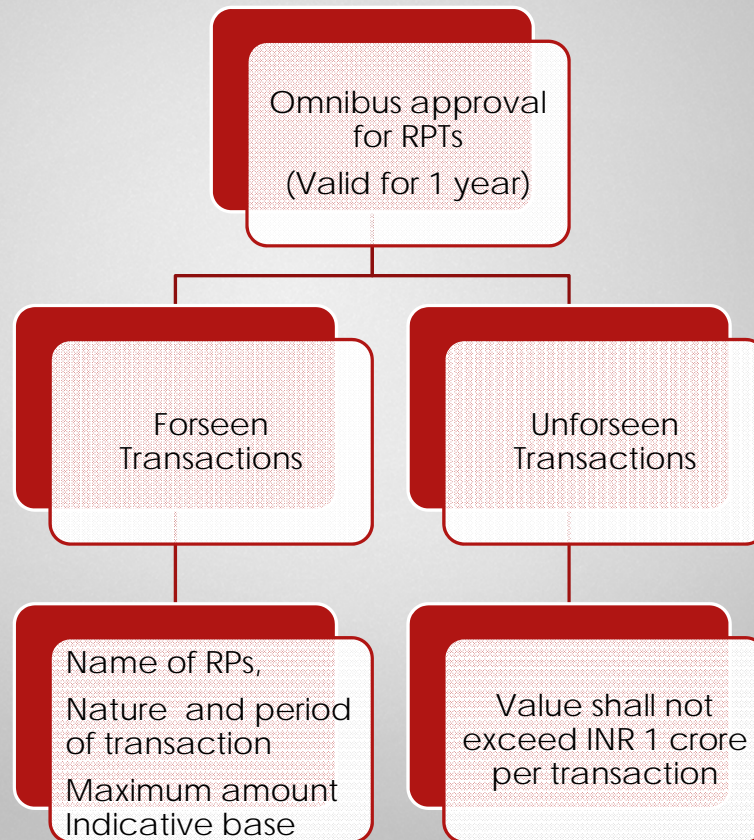 Omnibus approval
for RPTs
(Valid for 1 year)
Forseen
Transactions
Unforseen
Transactions
Name of RPs,
Nature and period
of transaction
Maximum amount
Indicative base
Value shall not
exceed INR 1 crore
per transaction